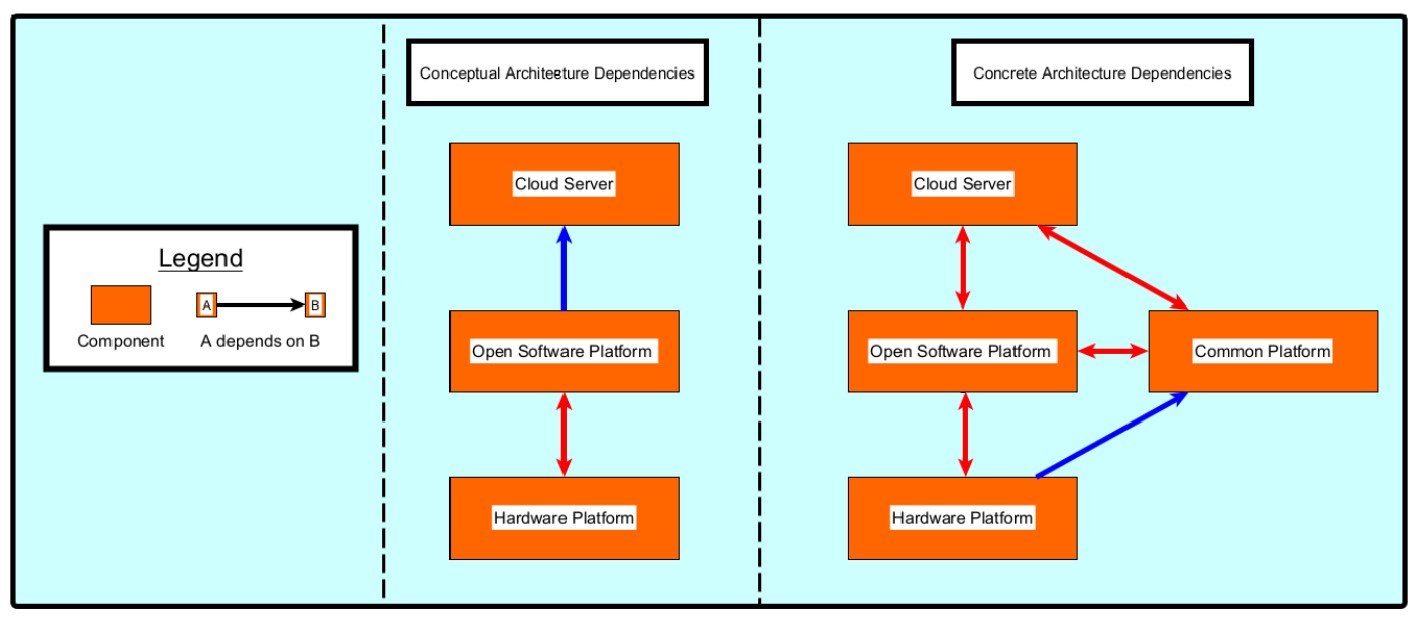 Legend
A
B
Component
A depends on B
Conceptual Architecture Dependencies
Cloud Server
Open Software Platform
Hardware Platform
Concrete Architecture Dependencies
Cloud Server
Open Software Platform
Common Platform
Hardware Platform